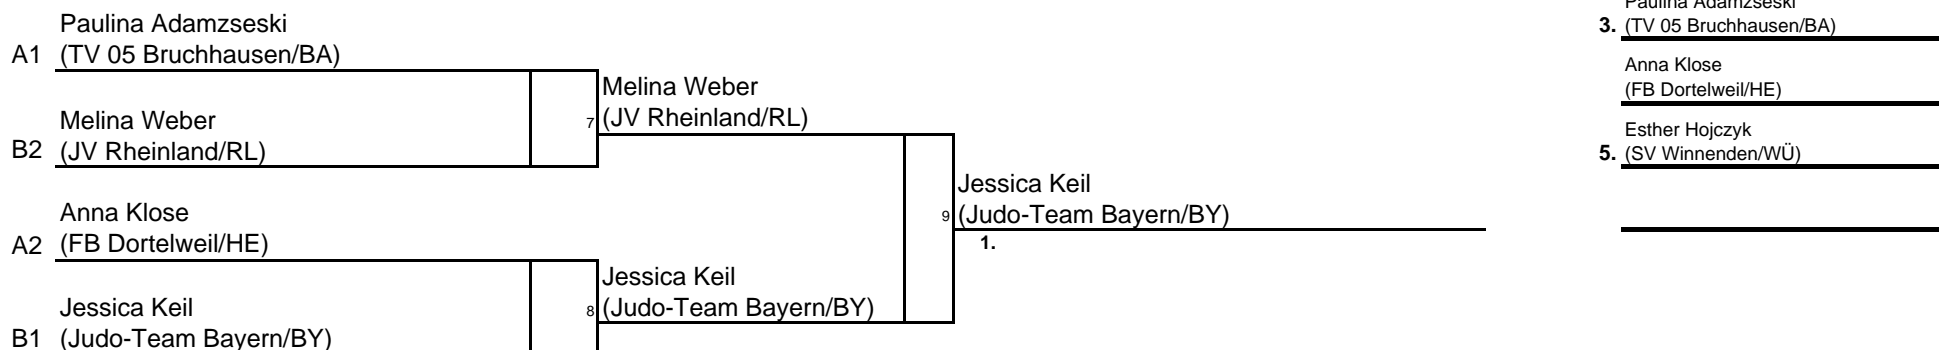 Paulina Adamzseski
A1 (TV 05 Bruchhausen/BA)
Melina Weber
7 (JV Rheinland/RL)
Melina Weber
B2 (JV Rheinland/RL)
Jessica Keil
9 (Judo-Team Bayern/BY)
1.
Anna Klose
A2 (FB Dortelweil/HE)
Jessica Keil
8 (Judo-Team Bayern/BY)
Jessica Keil
B1 (Judo-Team Bayern/BY)
Paulina Adamzseski
3. (TV 05 Bruchhausen/BA)
Anna Klose
(FB Dortelweil/HE)
Esther Hojczyk
5. (SV Winnenden/WÜ)